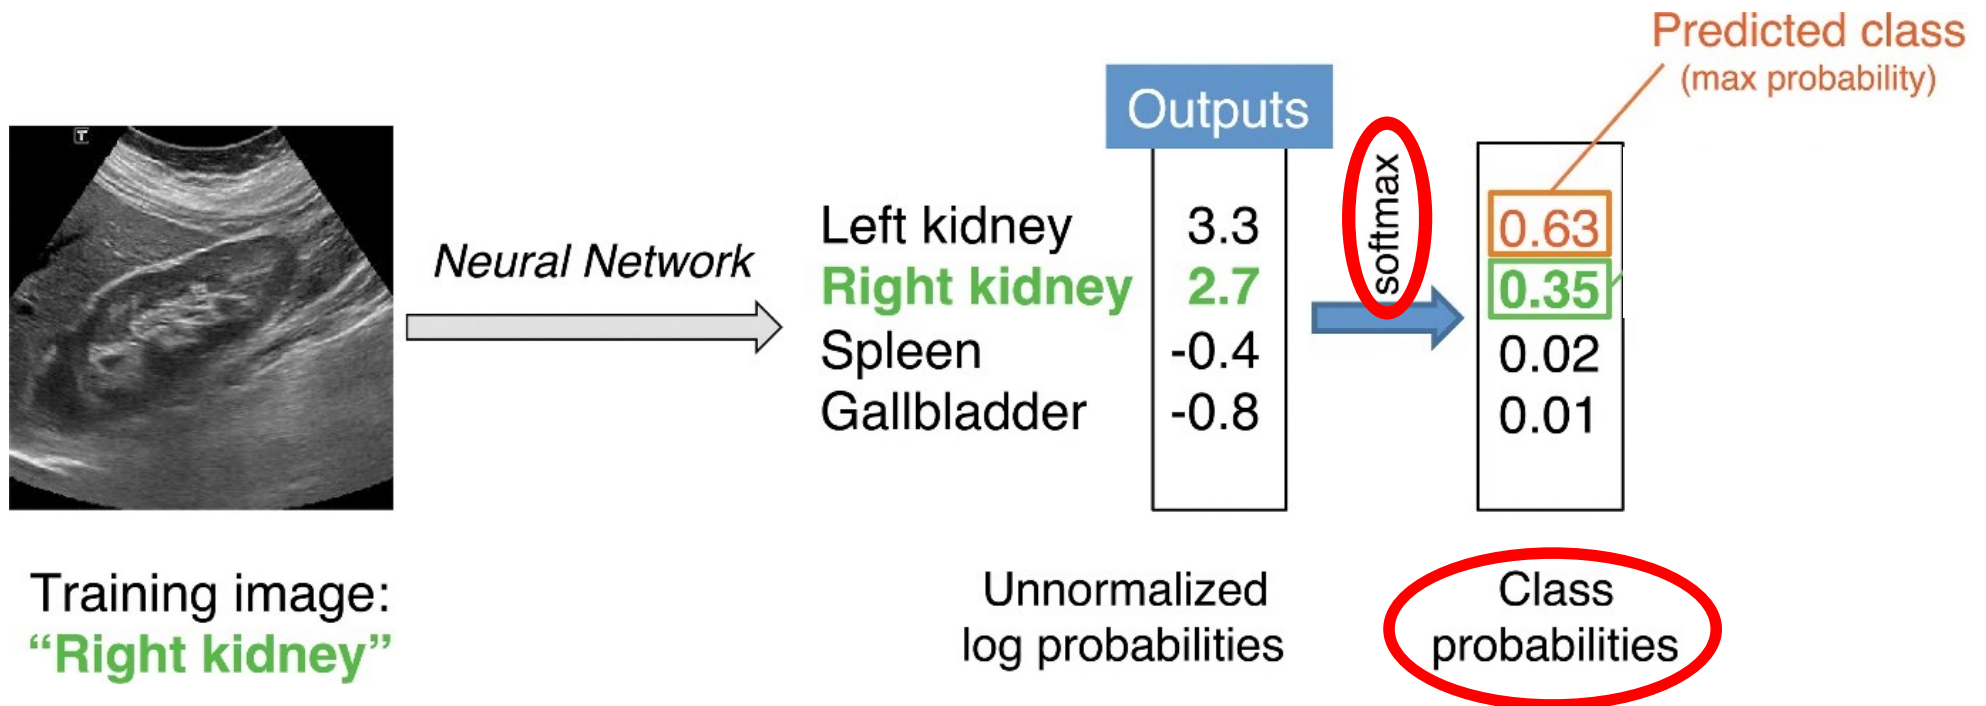 Predicted class
(max probability)
Outputs
softmax
T
Neural Network
Left kidney 3.3 0.63
Right kidney 2.7 0.35
Spleen -0.4 0.02
Gallbladder -0.8 0.01
Training image:
“Right kidney”
Unnormalized
log probabilities
Class
probabilities